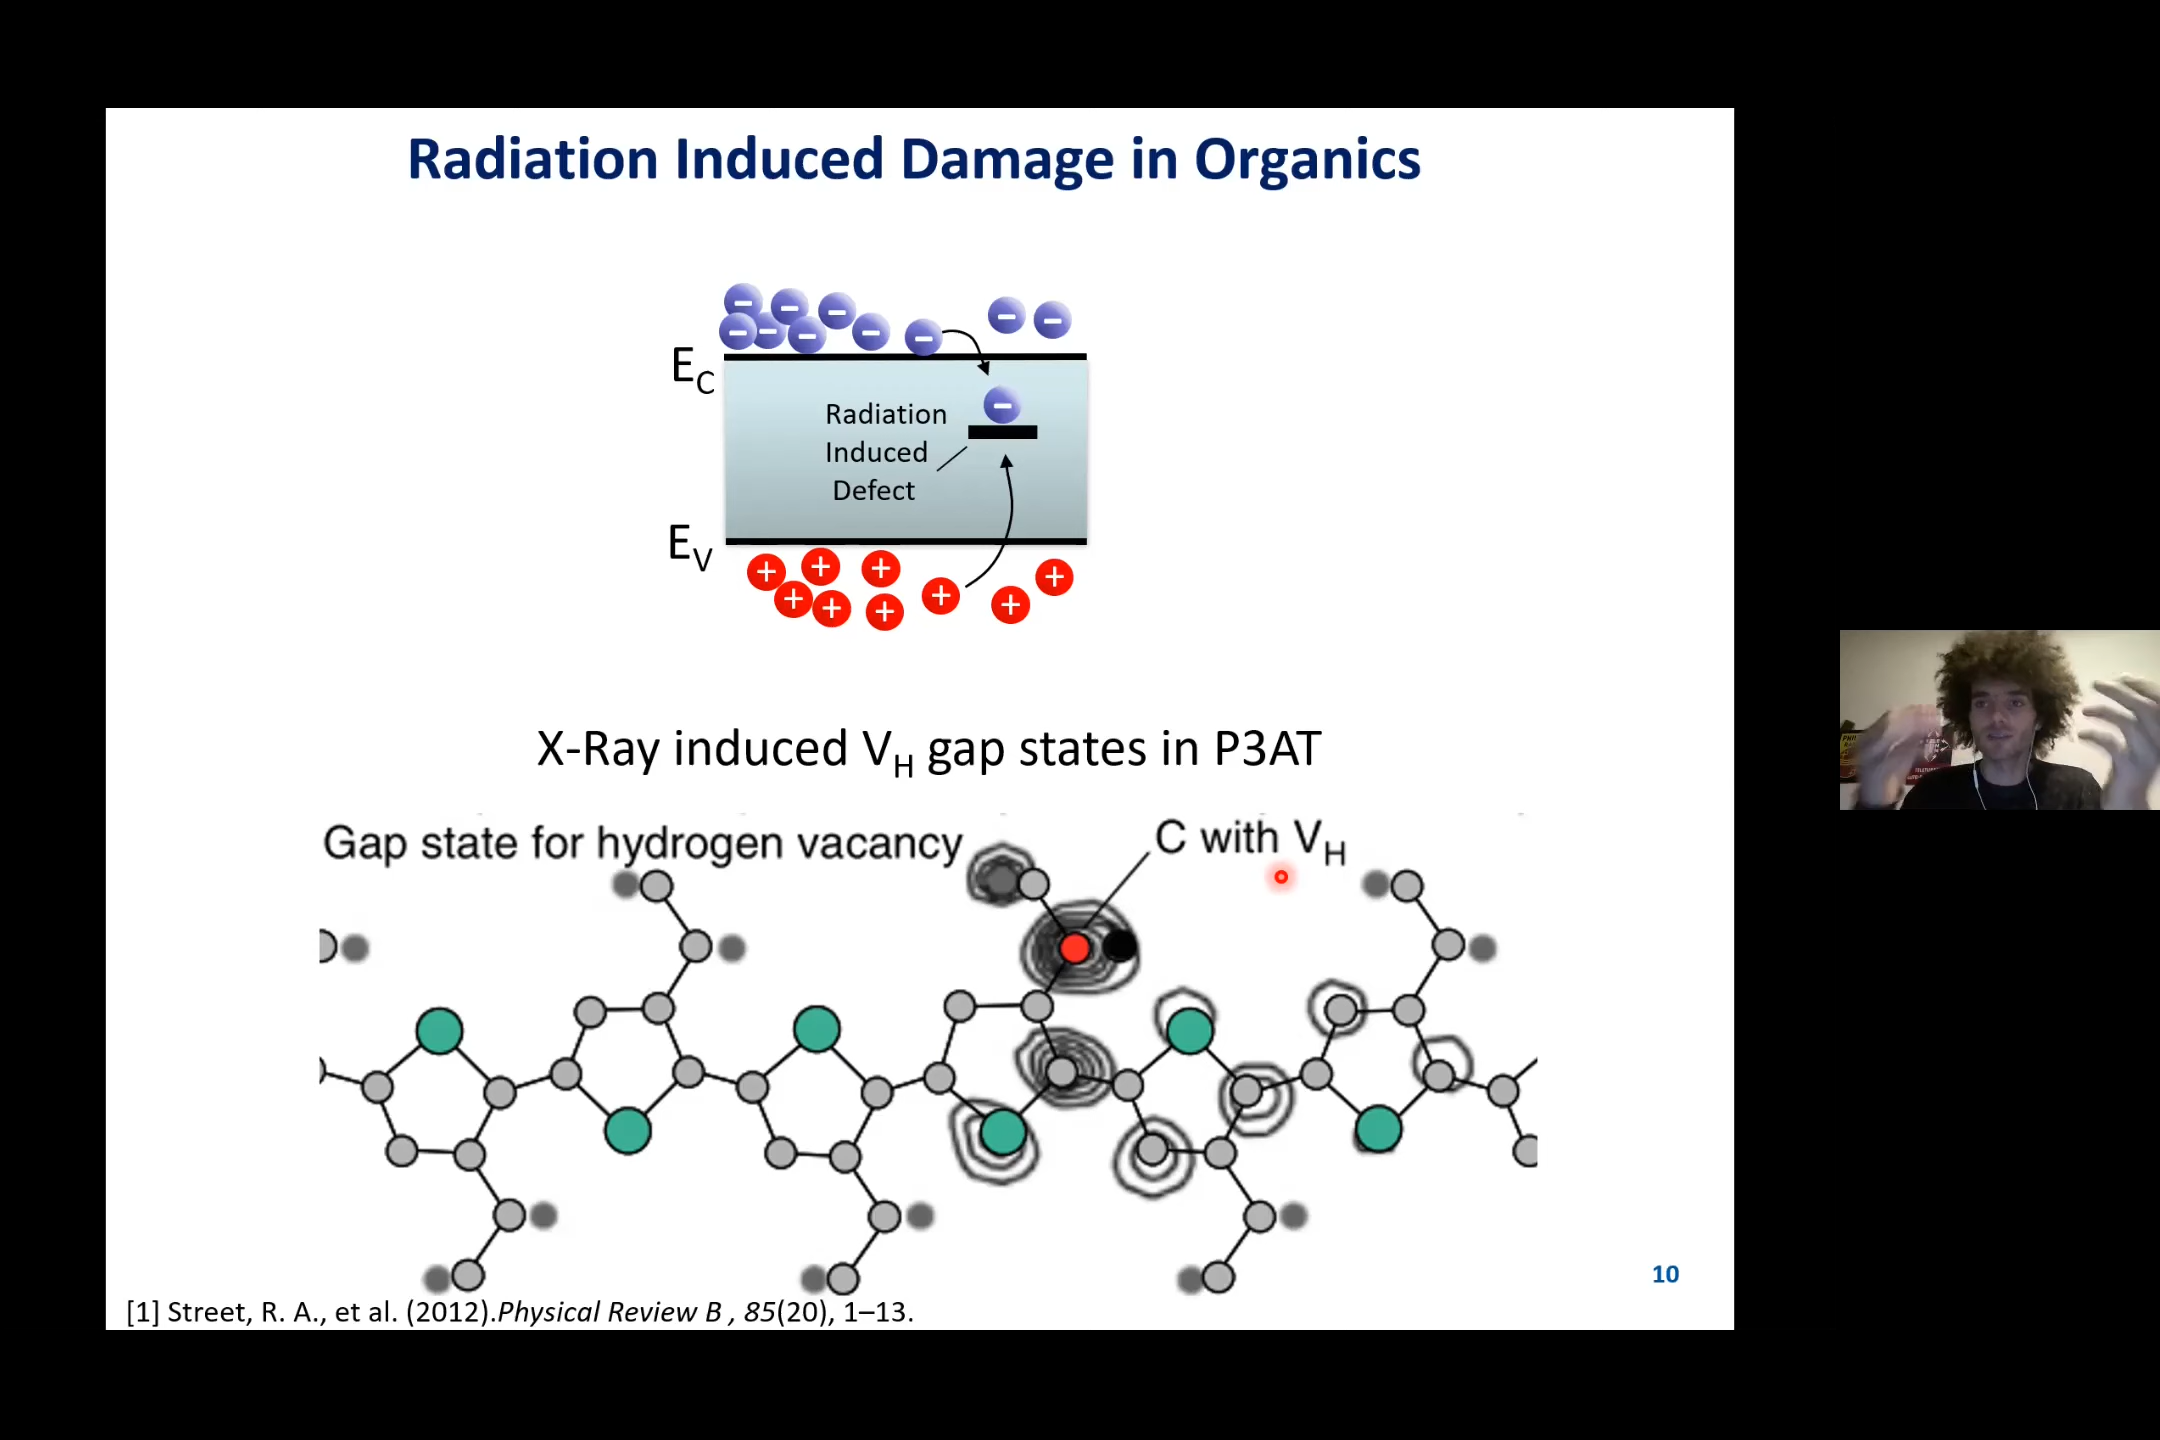 Radiation Induced Damage in Organics
− − − − − − − − − −
E_C
−
Radiation
Induced
Defect
E_V
+ + + + + + + + +
X-Ray induced V_H gap states in P3AT
Gap state for hydrogen vacancy
C with V_H
10
[1] Street, R. A., et al. (2012).Physical Review B , 85(20), 1–13.